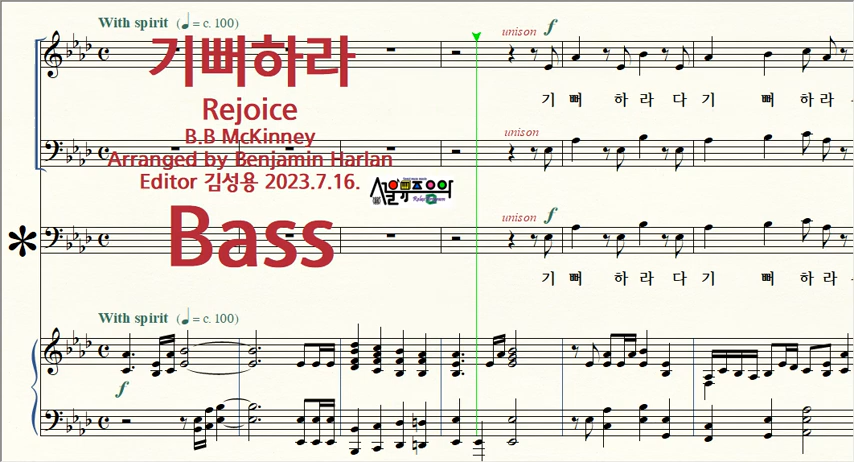 With spirit (♩ = c. 100)
unison f
기뻐하라
기 뻐 하 라 다 기 뻐 하 라
Rejoice
B.B McKinney
unison
Arranged by Benjamin Harlan
Editor 김성용 2023.7.16.
Bass
unison f
*
기 뻐 하 라 다 기 뻐 하 라
With spirit (♩ = c. 100)
f